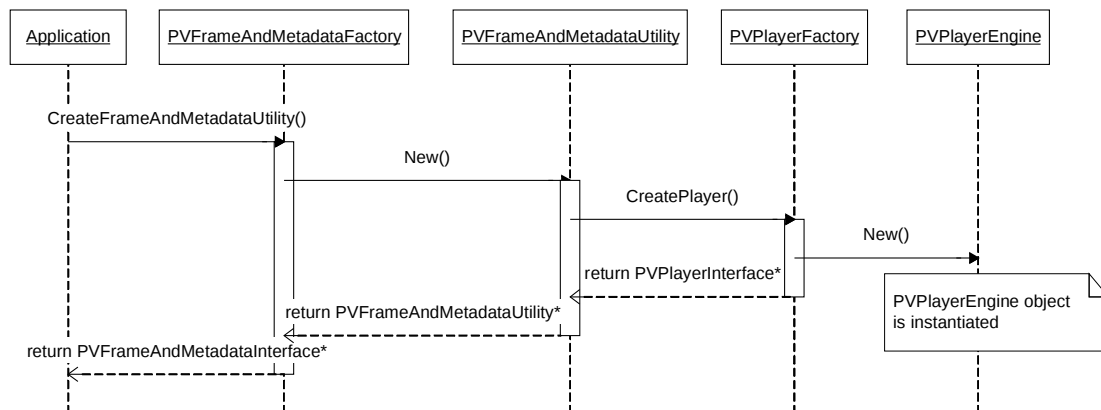 Application
PVFrameAndMetadataFactory
PVFrameAndMetadataUtility
PVPlayerFactory
PVPlayerEngine
CreateFrameAndMetadataUtility()
New()
CreatePlayer()
New()
return PVPlayerInterface*
PVPlayerEngine object
is instantiated
return PVFrameAndMetadataUtility*
return PVFrameAndMetadataInterface*